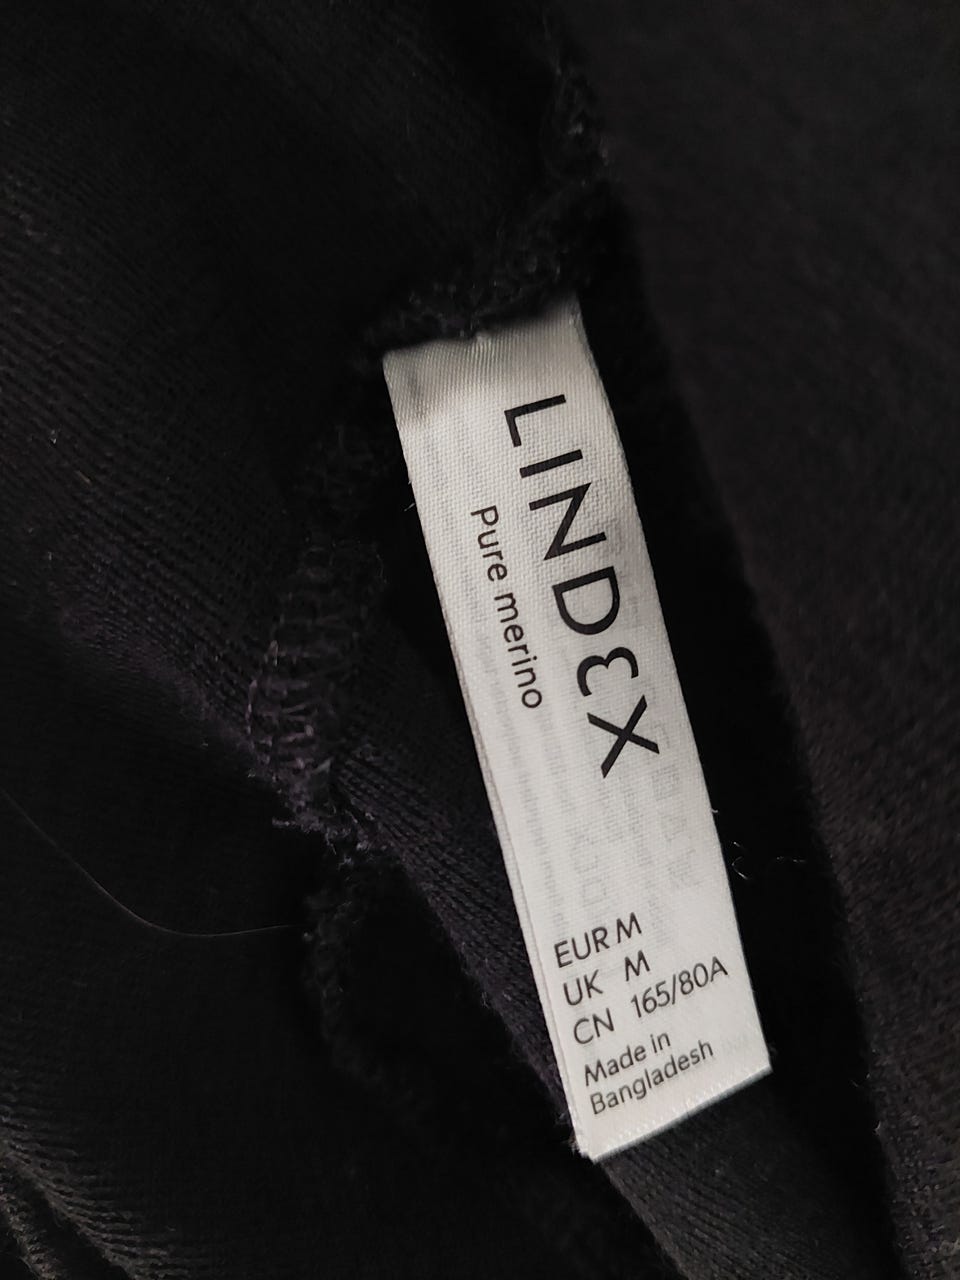 LINDEX
Pure merino
EUR M
UK M
CN 165/80A
Made in
Bangladesh